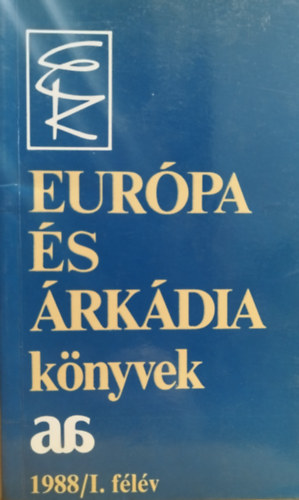 EURÓPA
ÉS
ÁRKÁDIA
könyvek
1988/I. félév